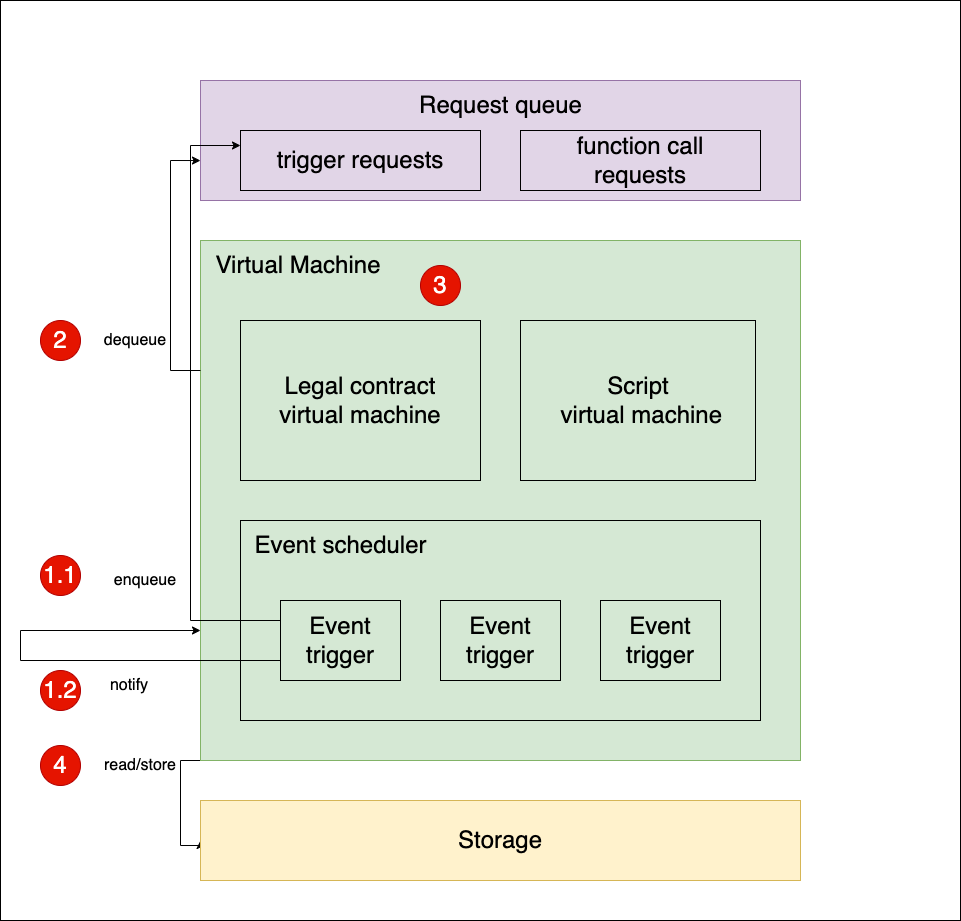 Request queue
trigger requests
function call
requests
Virtual Machine
3
2
dequeue
Legal contract
virtual machine
Script
virtual machine
Event scheduler
1.1
enqueue
Event
trigger
Event
trigger
Event
trigger
1.2
notify
4
read/store
Storage